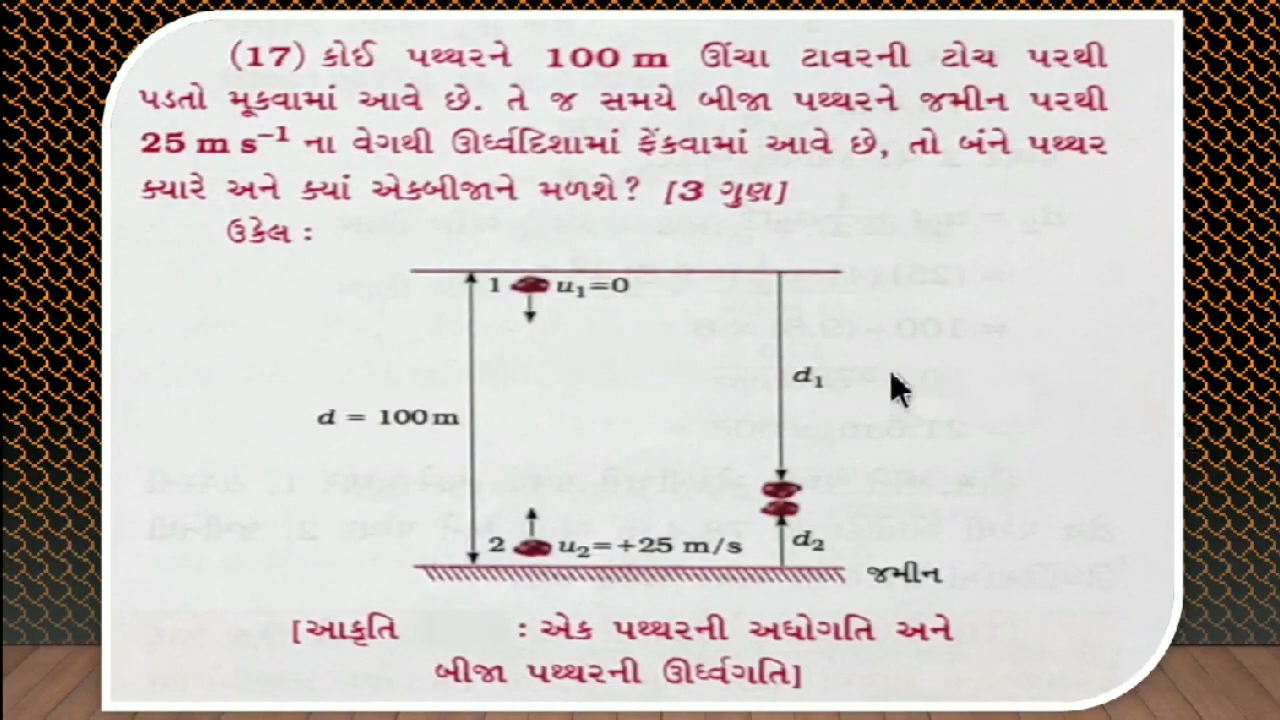 (17) કોઈ પથ્થરને 100 m ઊંચા ટાવરની ટોચ પરથી
પડતો મૂકવામાં આવે છે. તે જ સમયે બીજા પથ્થરને જમીન પરથી
25 m s⁻¹ ના વેગથી ઊર્ધ્વદિશામાં ફેંકવામાં આવે છે, તો બંને પથ્થર
ક્યારે અને ક્યાં એકબીજાને મળશે? [3 ગુણ]
ઉકેલ :
1 u₁=0
d₁
d = 100 m
2 u₂=+25 m/s
d₂
જમીન
[આકૃતિ : એક પથ્થરની અધોગતિ અને
બીજા પથ્થરની ઊર્ધ્વગતિ]